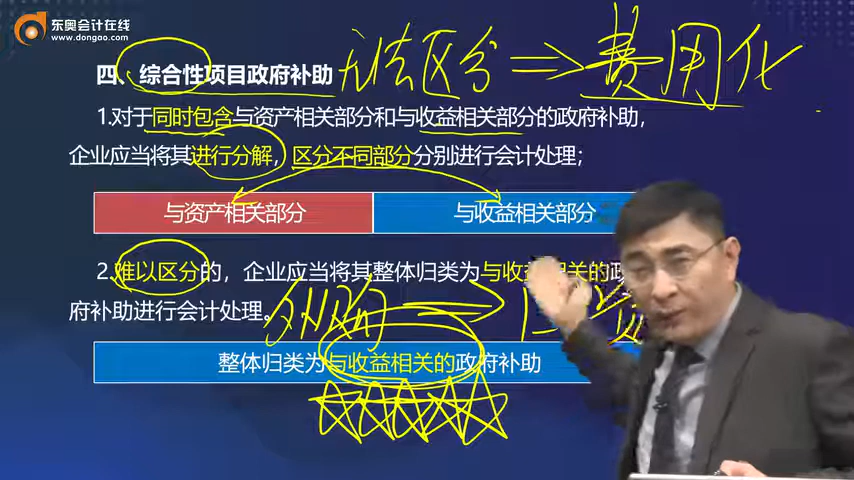 东奥会计在线
www.dongao.com
四、综合性项目政府补助
无法区分 => 费用化
1.对于同时包含与资产相关部分和与收益相关部分的政府补助，
企业应当将其进行分解，区分不同部分分别进行会计处理；
与资产相关部分
与收益相关部分
2.难以区分的，企业应当将其整体归类为与收益相关的政
府补助进行会计处理。
整体归类为与收益相关的政府补助